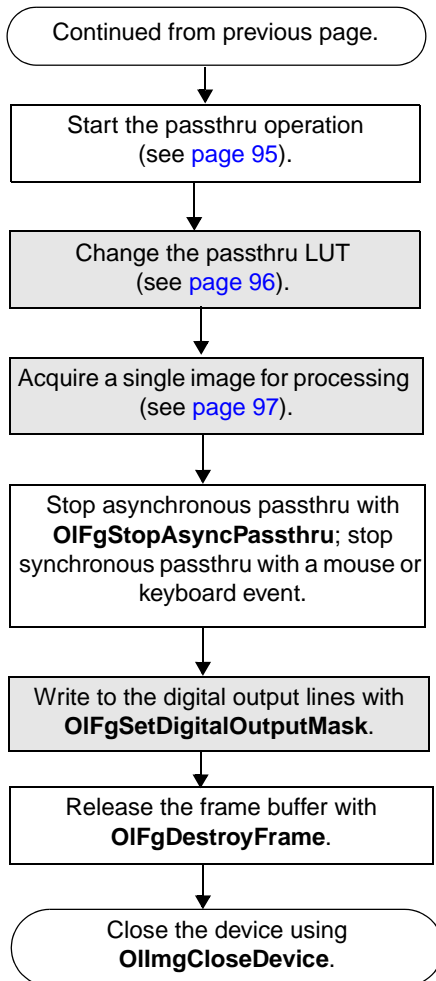 Continued from previous page.
Start the passthru operation
(see page 95).
Change the passthru LUT
(see page 96).
Acquire a single image for processing
(see page 97).
Stop asynchronous passthru with
OlFgStopAsyncPassthru; stop
synchronous passthru with a mouse or
keyboard event.
Write to the digital output lines with
OlFgSetDigitalOutputMask.
Release the frame buffer with
OlFgDestroyFrame.
Close the device using
OlImgCloseDevice.